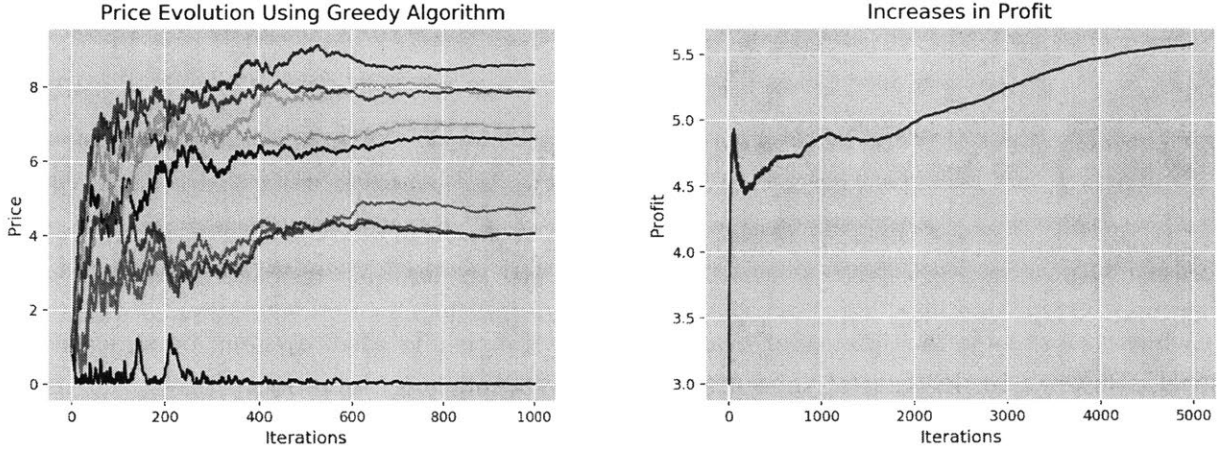 Price Evolution Using Greedy Algorithm
8
6
4
2
0
Price
0 200 400 600 800 1000
Iterations
Increases in Profit
5.5
5.0
4.5
4.0
3.5
3.0
Profit
0 1000 2000 3000 4000 5000
Iterations